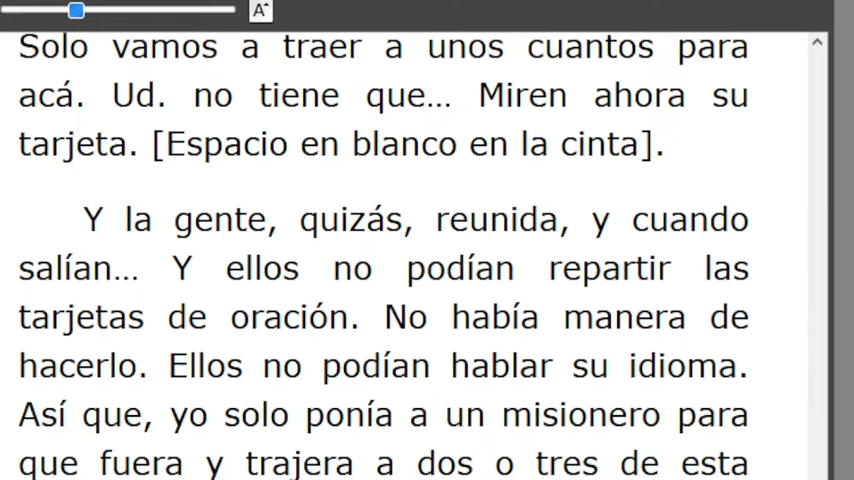 Solo vamos a traer a unos cuantos para
acá. Ud. no tiene que… Miren ahora su
tarjeta. [Espacio en blanco en la cinta].
Y la gente, quizás, reunida, y cuando
salían… Y ellos no podían repartir las
tarjetas de oración. No había manera de
hacerlo. Ellos no podían hablar su idioma.
Así que, yo solo ponía a un misionero para
que fuera y trajera a dos o tres de esta